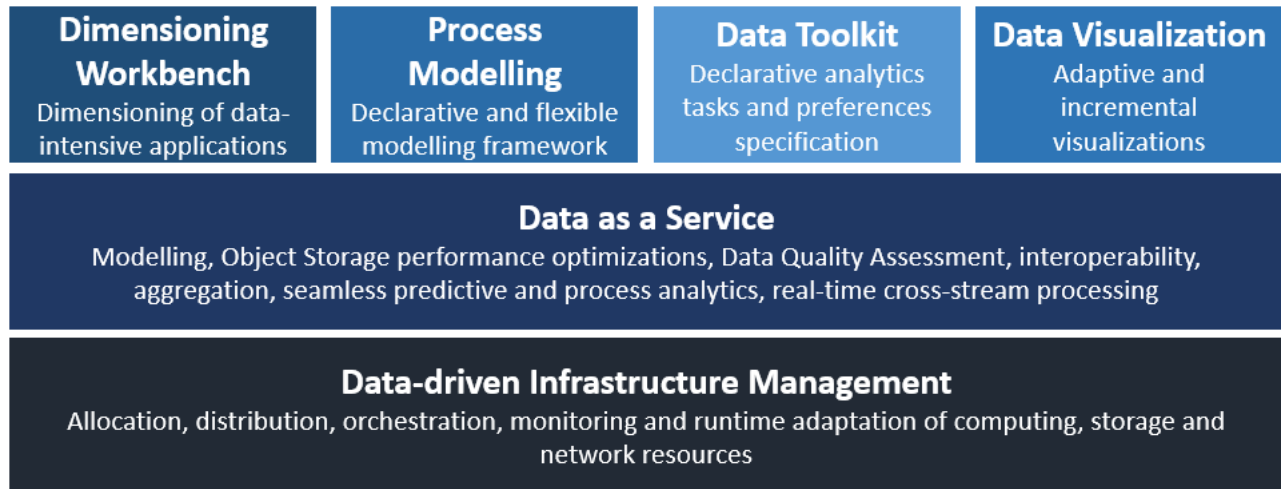 Dimensioning
Workbench
Dimensioning of data-
intensive applications
Process
Modelling
Declarative and flexible
modelling framework
Data Toolkit
Declarative analytics
tasks and preferences
specification
Data Visualization
Adaptive and
incremental
visualizations
Data as a Service
Modelling, Object Storage performance optimizations, Data Quality Assessment, interoperability,
aggregation, seamless predictive and process analytics, real-time cross-stream processing
Data-driven Infrastructure Management
Allocation, distribution, orchestration, monitoring and runtime adaptation of computing, storage and
network resources